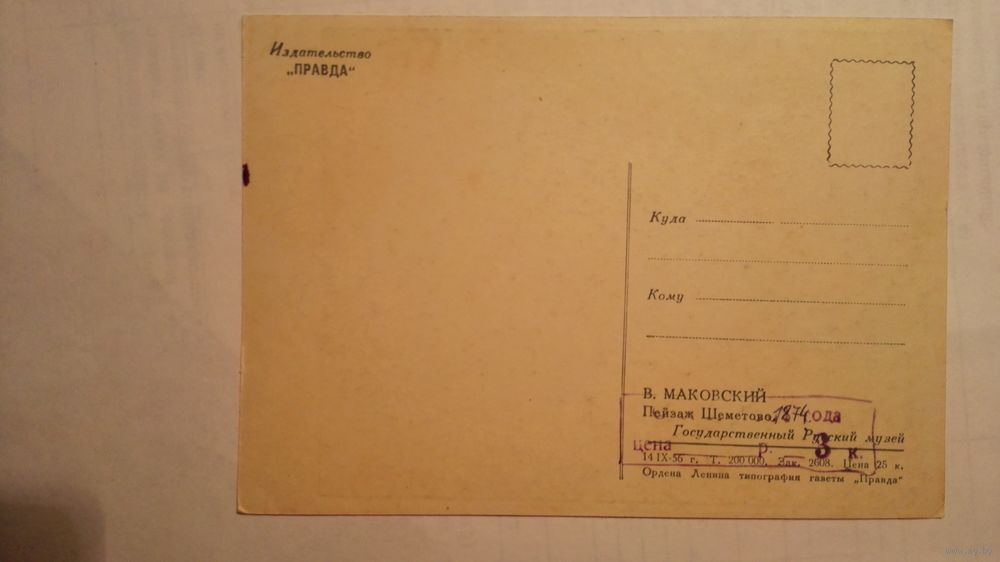 Издательство
„ПРАВДА“
Куда
Кому
В. МАКОВСКИЙ
Пейзаж Шеметово. 1874 года
Государственный Русский музей
цена р. 3 к.
14 IX-56 г. Т. 200 000. Зак. 2608. Цена 25 к.
Ордена Ленина типография газеты „Правда“